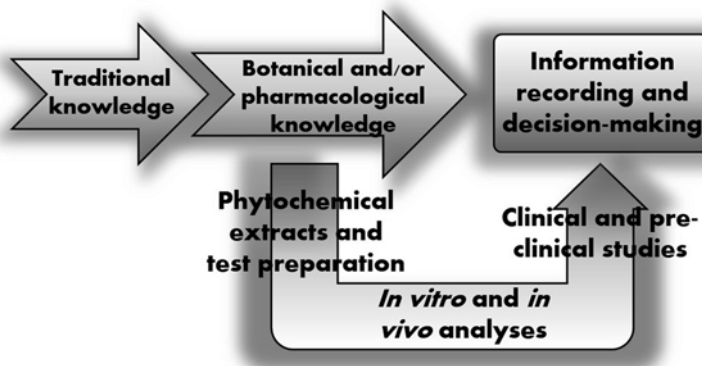 Traditional
knowledge
Botanical and/or
pharmacological
knowledge
Information
recording and
decision-making
Phytochemical
extracts and
test preparation
In vitro and in
vivo analyses
Clinical and pre-
clinical studies